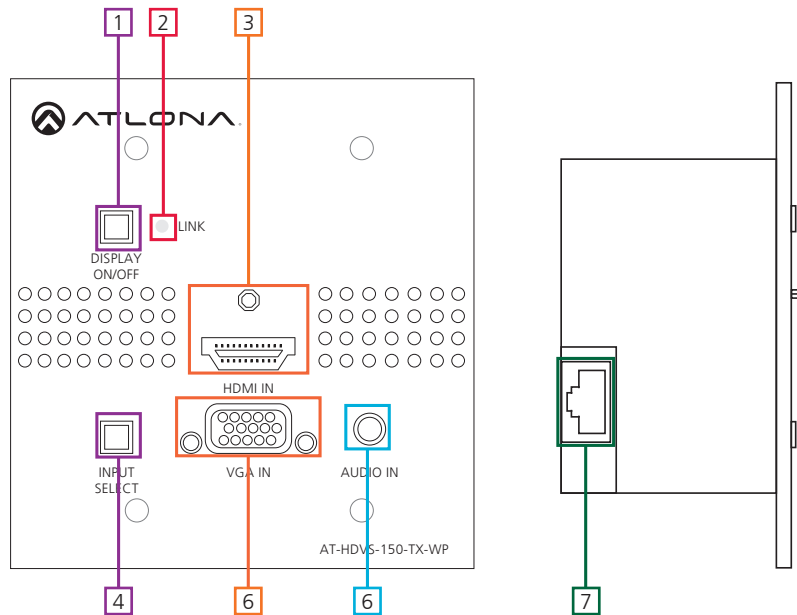 1
2
3
ATLONA.
LINK
DISPLAY
ON/OFF
HDMI IN
INPUT
SELECT
VGA IN
AUDIO IN
AT-HDVS-150-TX-WP
4
6
6
7